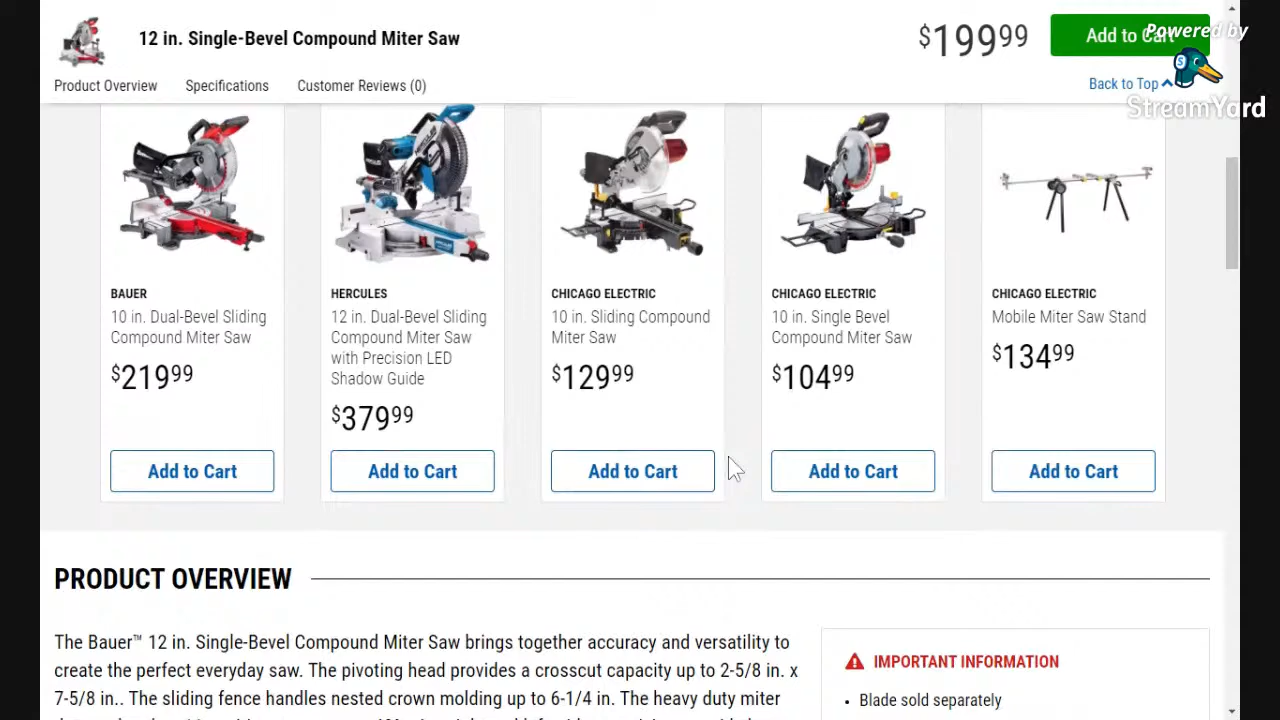 12 in. Single-Bevel Compound Miter Saw
$199.99
Add to Cart
Powered by
StreamYard
Product Overview
Specifications
Customer Reviews (0)
Back to Top
BAUER
10 in. Dual-Bevel Sliding
Compound Miter Saw
$219.99
Add to Cart
HERCULES
12 in. Dual-Bevel Sliding
Compound Miter Saw
with Precision LED
Shadow Guide
$379.99
Add to Cart
CHICAGO ELECTRIC
10 in. Sliding Compound
Miter Saw
$129.99
Add to Cart
CHICAGO ELECTRIC
10 in. Single Bevel
Compound Miter Saw
$104.99
Add to Cart
CHICAGO ELECTRIC
Mobile Miter Saw Stand
$134.99
Add to Cart
PRODUCT OVERVIEW
The Bauer™ 12 in. Single-Bevel Compound Miter Saw brings together accuracy and versatility to
create the perfect everyday saw. The pivoting head provides a crosscut capacity up to 2-5/8 in. x
7-5/8 in.. The sliding fence handles nested crown molding up to 6-1/4 in. The heavy duty miter
IMPORTANT INFORMATION
• Blade sold separately